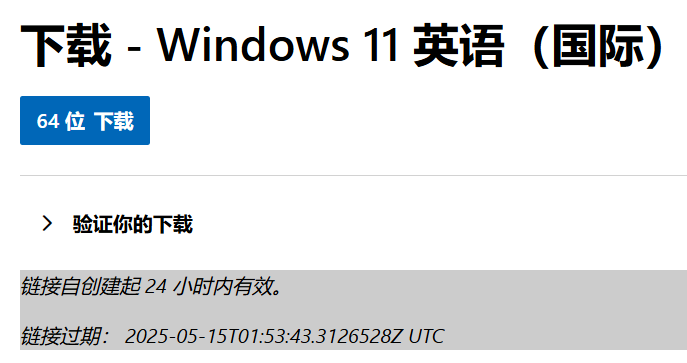 下载 - Windows 11 英语（国际）
64 位 下载
验证你的下载
链接自创建起 24 小时内有效。
链接过期： 2025-05-15T01:53:43.3126528Z UTC